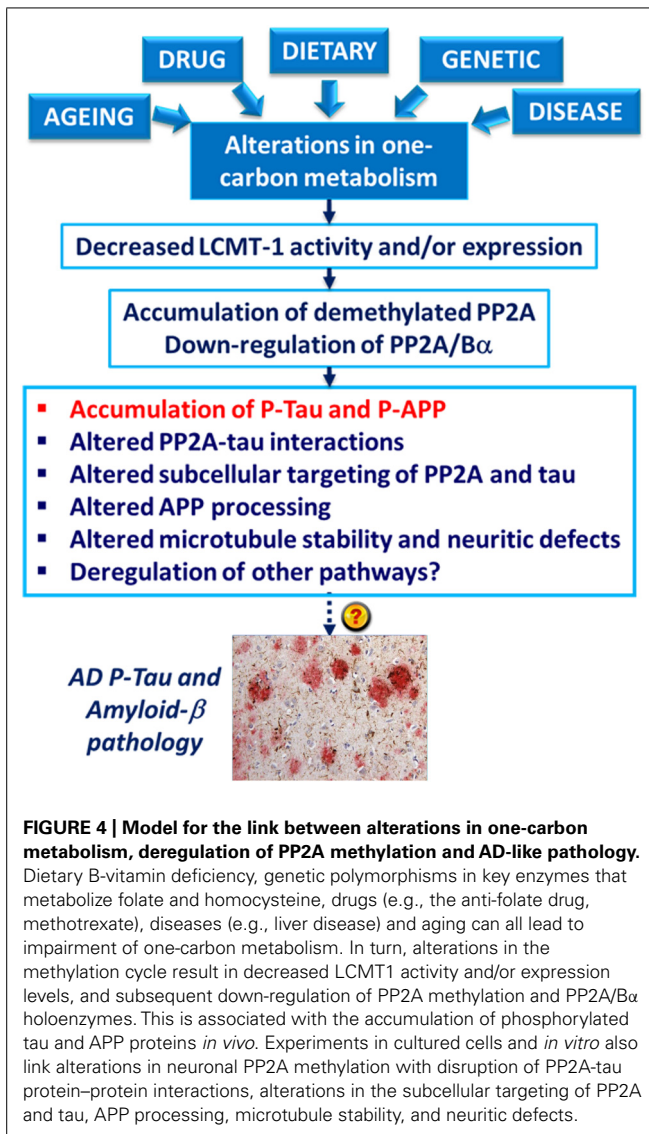 DRUG
DIETARY
GENETIC
AGEING
DISEASE
Alterations in one-
carbon metabolism
Decreased LCMT-1 activity and/or expression
Accumulation of demethylated PP2A
Down-regulation of PP2A/Bα
▪ Accumulation of P-Tau and P-APP
▪ Altered PP2A-tau interactions
▪ Altered subcellular targeting of PP2A and tau
▪ Altered APP processing
▪ Altered microtubule stability and neuritic defects
▪ Deregulation of other pathways?
?
AD P-Tau and
Amyloid-β
pathology
FIGURE 4 | Model for the link between alterations in one-carbon
metabolism, deregulation of PP2A methylation and AD-like pathology.
Dietary B-vitamin deficiency, genetic polymorphisms in key enzymes that
metabolize folate and homocysteine, drugs (e.g., the anti-folate drug,
methotrexate), diseases (e.g., liver disease) and aging can all lead to
impairment of one-carbon metabolism. In turn, alterations in the
methylation cycle result in decreased LCMT1 activity and/or expression
levels, and subsequent down-regulation of PP2A methylation and PP2A/Bα
holoenzymes. This is associated with the accumulation of phosphorylated
tau and APP proteins in vivo. Experiments in cultured cells and in vitro also
link alterations in neuronal PP2A methylation with disruption of PP2A-tau
protein–protein interactions, alterations in the subcellular targeting of PP2A
and tau, APP processing, microtubule stability, and neuritic defects.